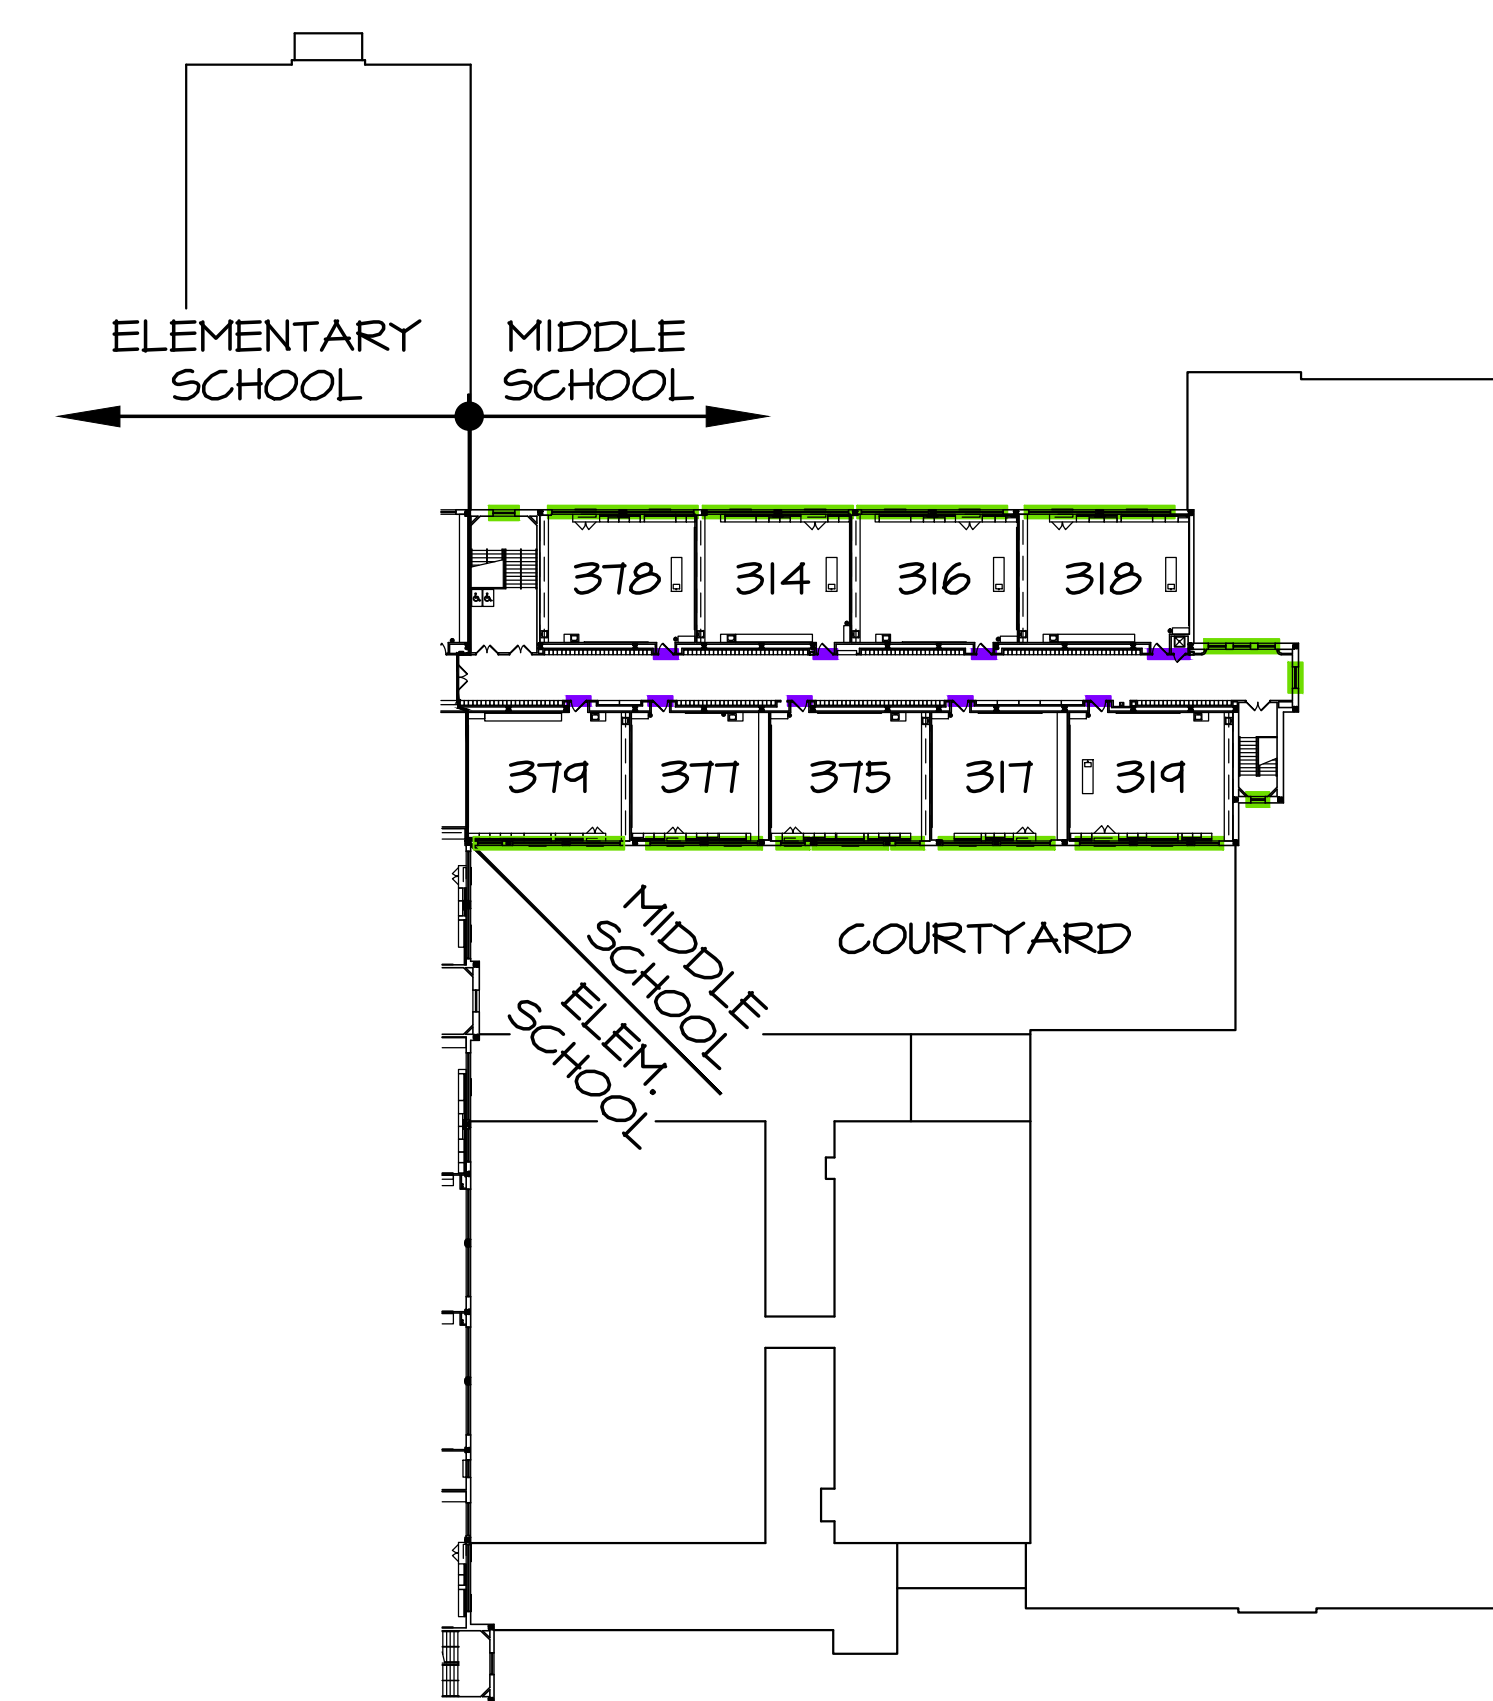 ELEMENTARY
SCHOOL
MIDDLE
SCHOOL
378
314
316
318
379
377
375
317
319
MIDDLE
SCHOOL
COURTYARD
ELEM.
SCHOOL